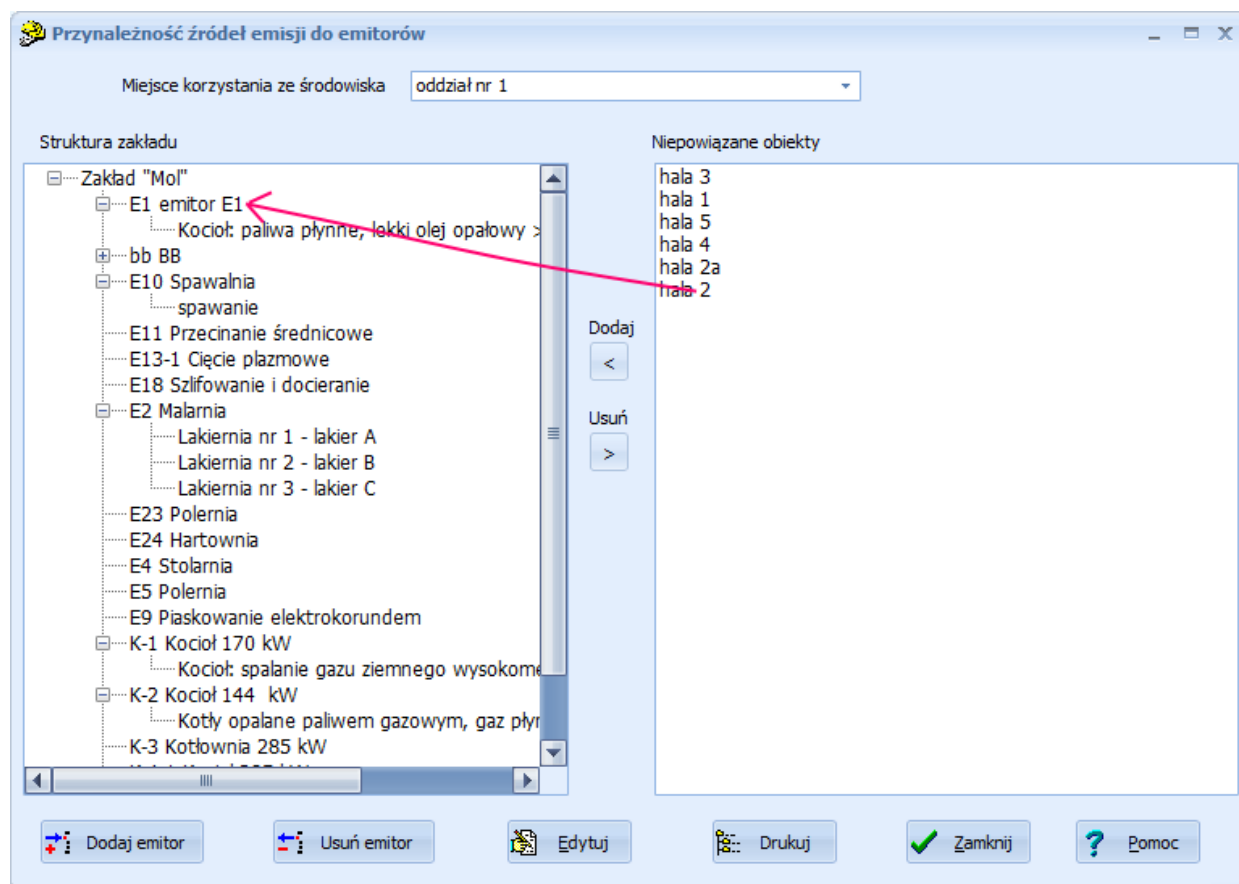 Przynależność źródeł emisji do emitorów
Miejsce korzystania ze środowiska oddział nr 1
Struktura zakładu
Zakład "Mol"
E1 emitor E1
Kocioł: paliwa płynne, lekki olej opałowy >
bb BB
E10 Spawalnia
spawanie
E11 Przecinanie średnicowe
E13-1 Cięcie plazmowe
E18 Szlifowanie i docieranie
E2 Malarnia
Lakiernia nr 1 - lakier A
Lakiernia nr 2 - lakier B
Lakiernia nr 3 - lakier C
E23 Polernia
E24 Hartownia
E4 Stolarnia
E5 Polernia
E9 Piaskowanie elektrokorundem
K-1 Kocioł 170 kW
Kocioł: spalanie gazu ziemnego wysokome
K-2 Kocioł 144 kW
Kotły opalane paliwem gazowym, gaz płyn
K-3 Kotłownia 285 kW
Dodaj
<
Usuń
>
Niepowiązane obiekty
hala 3
hala 1
hala 5
hala 4
hala 2a
hala 2
Dodaj emitor
Usuń emitor
Edytuj
Drukuj
Zamknij
? Pomoc